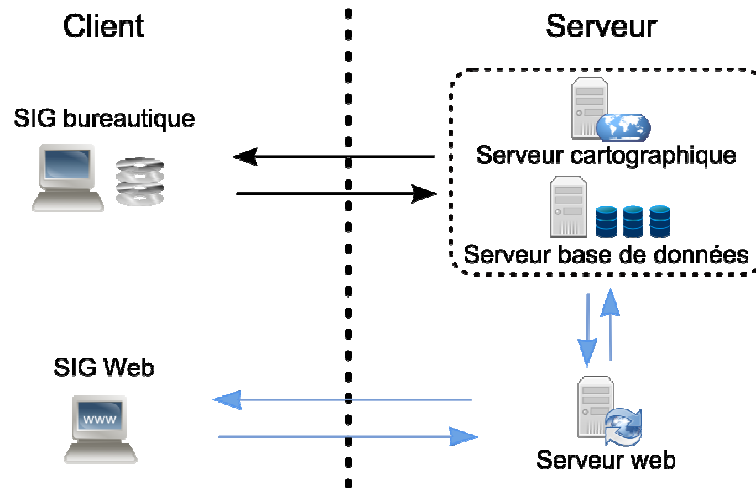 Client
Serveur
SIG bureautique
Serveur cartographique
Serveur base de données
SIG Web
www
Serveur web